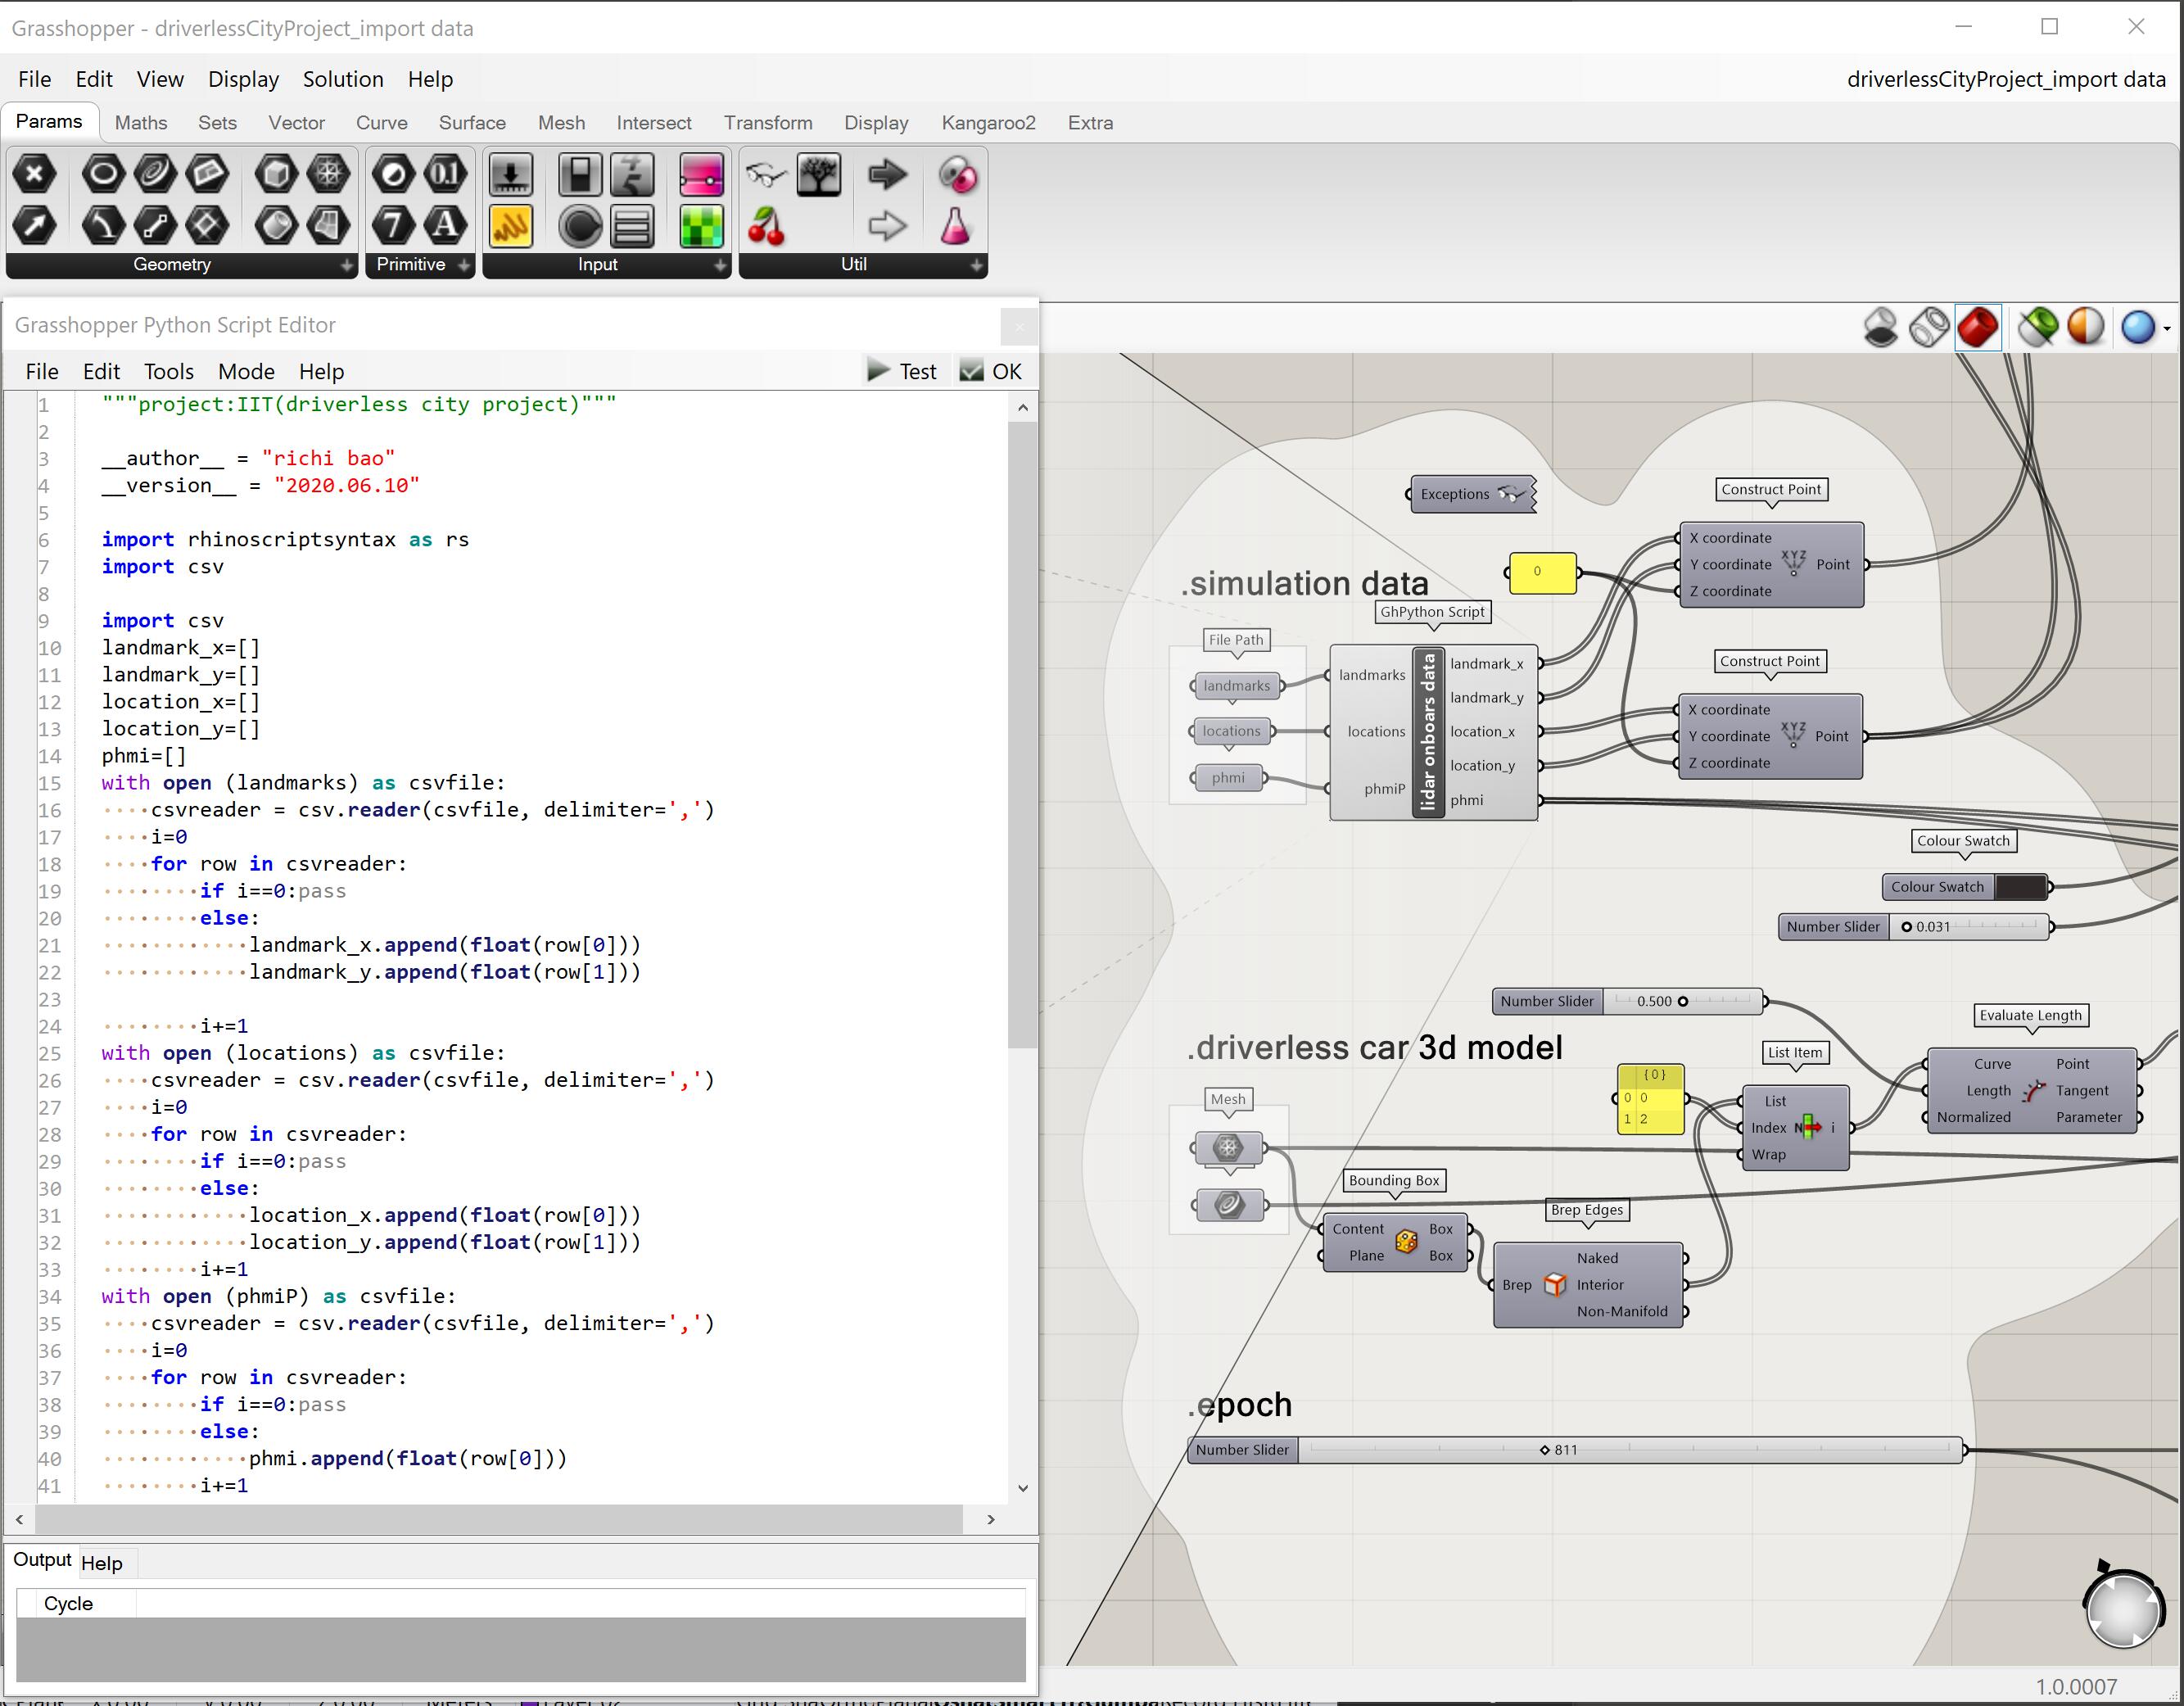 Grasshopper - driverlessCityProject_import data
File Edit View Display Solution Help
driverlessCityProject_import data
Params Maths Sets Vector Curve Surface Mesh Intersect Transform Display Kangaroo2 Extra
Geometry Primitive Input Util
Grasshopper Python Script Editor
File Edit Tools Mode Help
Test OK
1 """project:IIT(driverless city project)"""
2
3 __author__ = "richi bao"
4 __version__ = "2020.06.10"
5
6 import rhinoscriptsyntax as rs
7 import csv
8
9 import csv
10 landmark_x=[]
11 landmark_y=[]
12 location_x=[]
13 location_y=[]
14 phmi=[]
15 with open (landmarks) as csvfile:
16 ····csvreader = csv.reader(csvfile, delimiter=',')
17 ····i=0
18 ····for row in csvreader:
19 ········if i==0:pass
20 ········else:
21 ············landmark_x.append(float(row[0]))
22 ············landmark_y.append(float(row[1]))
23
24 ········i+=1
25 with open (locations) as csvfile:
26 ····csvreader = csv.reader(csvfile, delimiter=',')
27 ····i=0
28 ····for row in csvreader:
29 ········if i==0:pass
30 ········else:
31 ············location_x.append(float(row[0]))
32 ············location_y.append(float(row[1]))
33 ········i+=1
34 with open (phmiP) as csvfile:
35 ····csvreader = csv.reader(csvfile, delimiter=',')
36 ····i=0
37 ····for row in csvreader:
38 ········if i==0:pass
39 ········else:
40 ············phmi.append(float(row[0]))
41 ········i+=1
Output Help
Cycle
Exceptions
Construct Point
X coordinate
Y coordinate
Z coordinate
XYZ
Point
0
.simulation data
GhPython Script
File Path
landmarks
locations
phmi
landmarks
locations
phmiP
lidar onboars data
landmark_x
landmark_y
location_x
location_y
phmi
Construct Point
X coordinate
Y coordinate
Z coordinate
XYZ
Point
Colour Swatch
Colour Swatch
Number Slider 0.031
Number Slider 0.500
Evaluate Length
Curve
Length
Normalized
Point
Tangent
Parameter
.driverless car 3d model
List Item
{0}
0 0
1 2
List
Index
Wrap
N
i
Mesh
Bounding Box
Content
Plane
Box
Box
Brep Edges
Brep
Naked
Interior
Non-Manifold
.epoch
Number Slider 811
1.0.0007